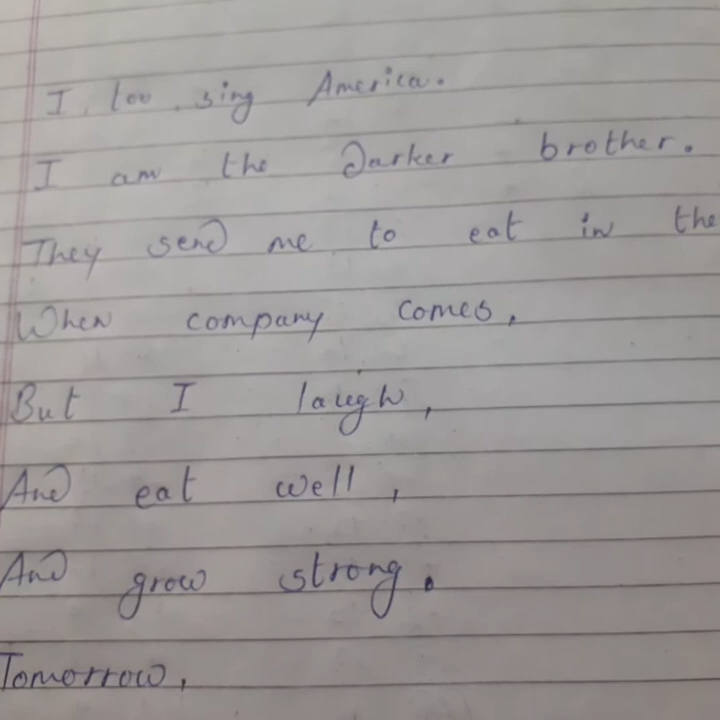 I, too, sing America.
I am the darker brother.
They send me to eat in the
When company comes,
But I laugh,
And eat well,
And grow strong.
Tomorrow,